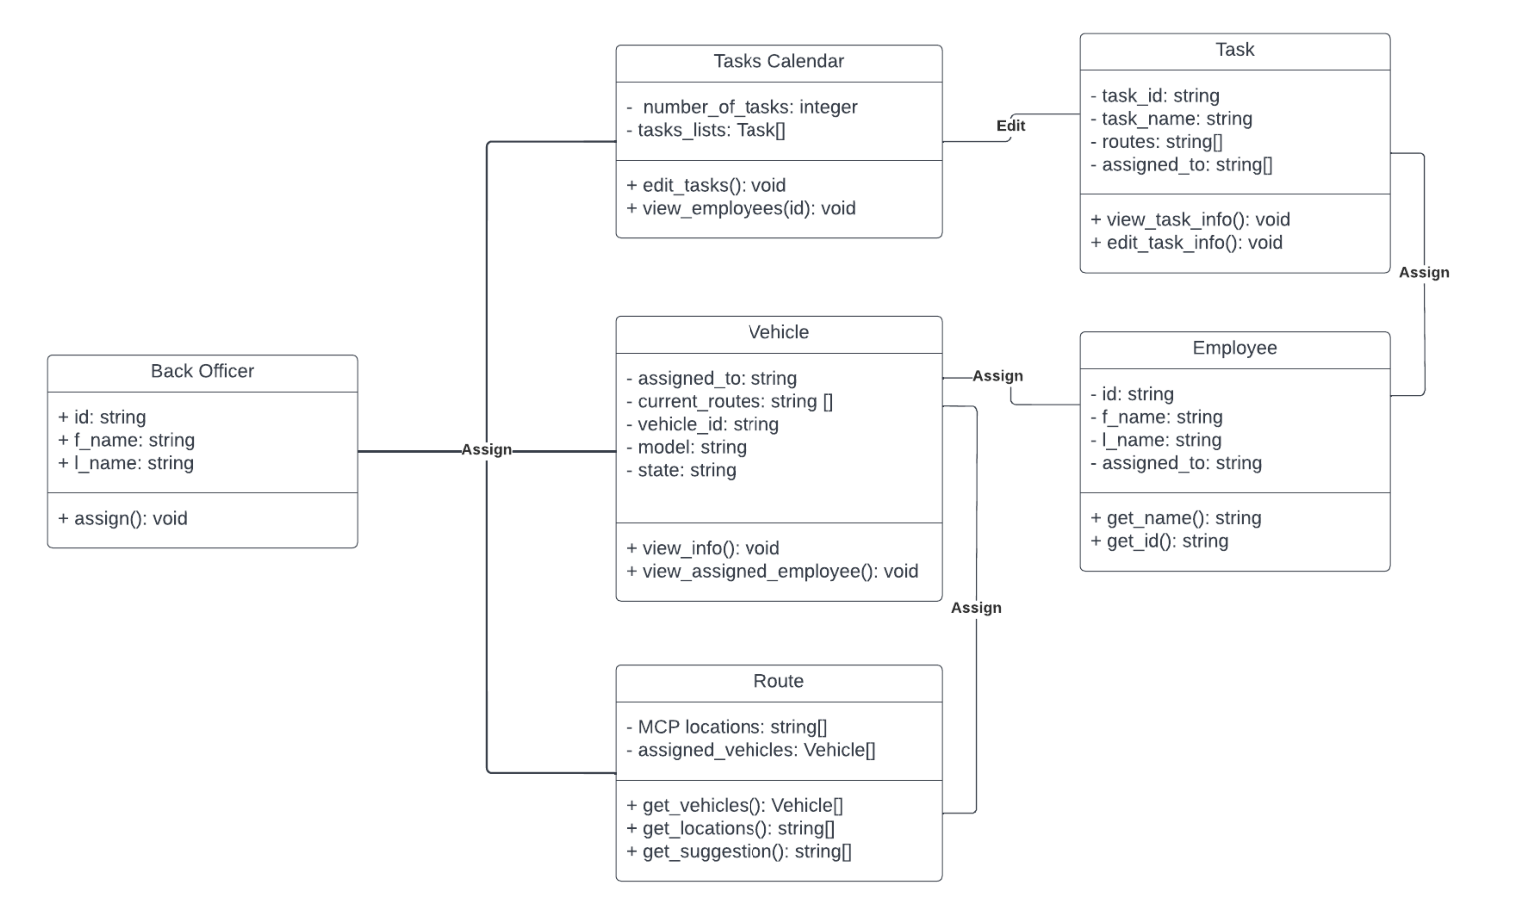 Tasks Calendar
- number_of_tasks: integer
- tasks_lists: Task[]
+ edit_tasks(): void
+ view_employees(id): void
Edit
Task
- task_id: string
- task_name: string
- routes: string[]
- assigned_to: string[]
+ view_task_info(): void
+ edit_task_info(): void
Assign
Back Officer
+ id: string
+ f_name: string
+ l_name: string
+ assign(): void
Assign
Vehicle
- assigned_to: string
- current_routes: string []
- vehicle_id: string
- model: string
- state: string
+ view_info(): void
+ view_assigned_employee(): void
Assign
Employee
- id: string
- f_name: string
- l_name: string
- assigned_to: string
+ get_name(): string
+ get_id(): string
Assign
Route
- MCP locations: string[]
- assigned_vehicles: Vehicle[]
+ get_vehicles(): Vehicle[]
+ get_locations(): string[]
+ get_suggestion(): string[]